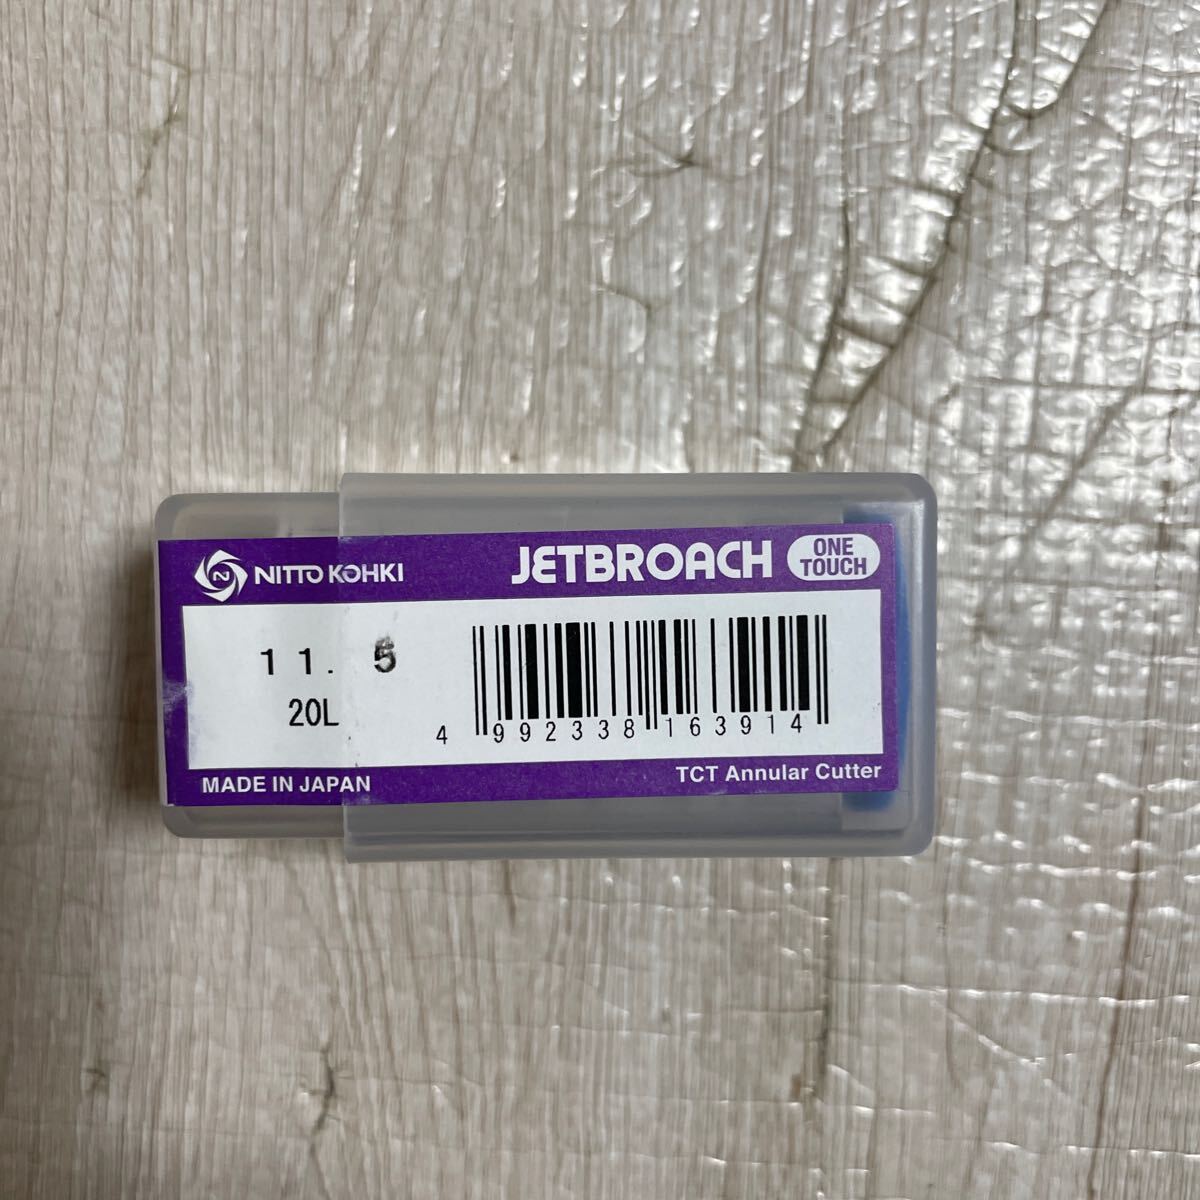 NITTO KOHKI
JETBROACH
ONE
TOUCH
11. 5
20L
4 992338 163914
MADE IN JAPAN
TCT Annular Cutter